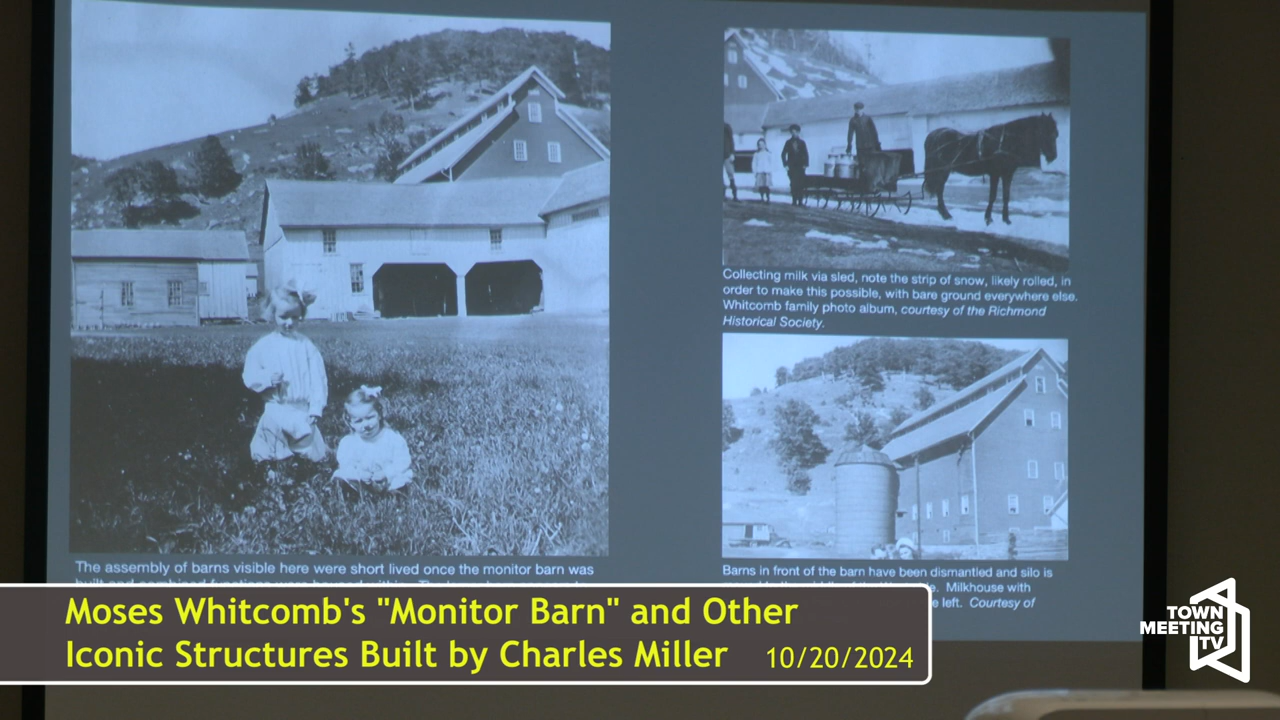 Collecting milk via sled, note the strip of snow, likely rolled, in
order to make this possible, with bare ground everywhere else.
Whitcomb family photo album, courtesy of the Richmond
Historical Society.
The assembly of barns visible here were short lived once the monitor barn was
Barns in front of the barn have been dismantled and silo is
Milkhouse with
left. Courtesy of
Moses Whitcomb's "Monitor Barn" and Other
Iconic Structures Built by Charles Miller 10/20/2024
TOWN
MEETING
TV